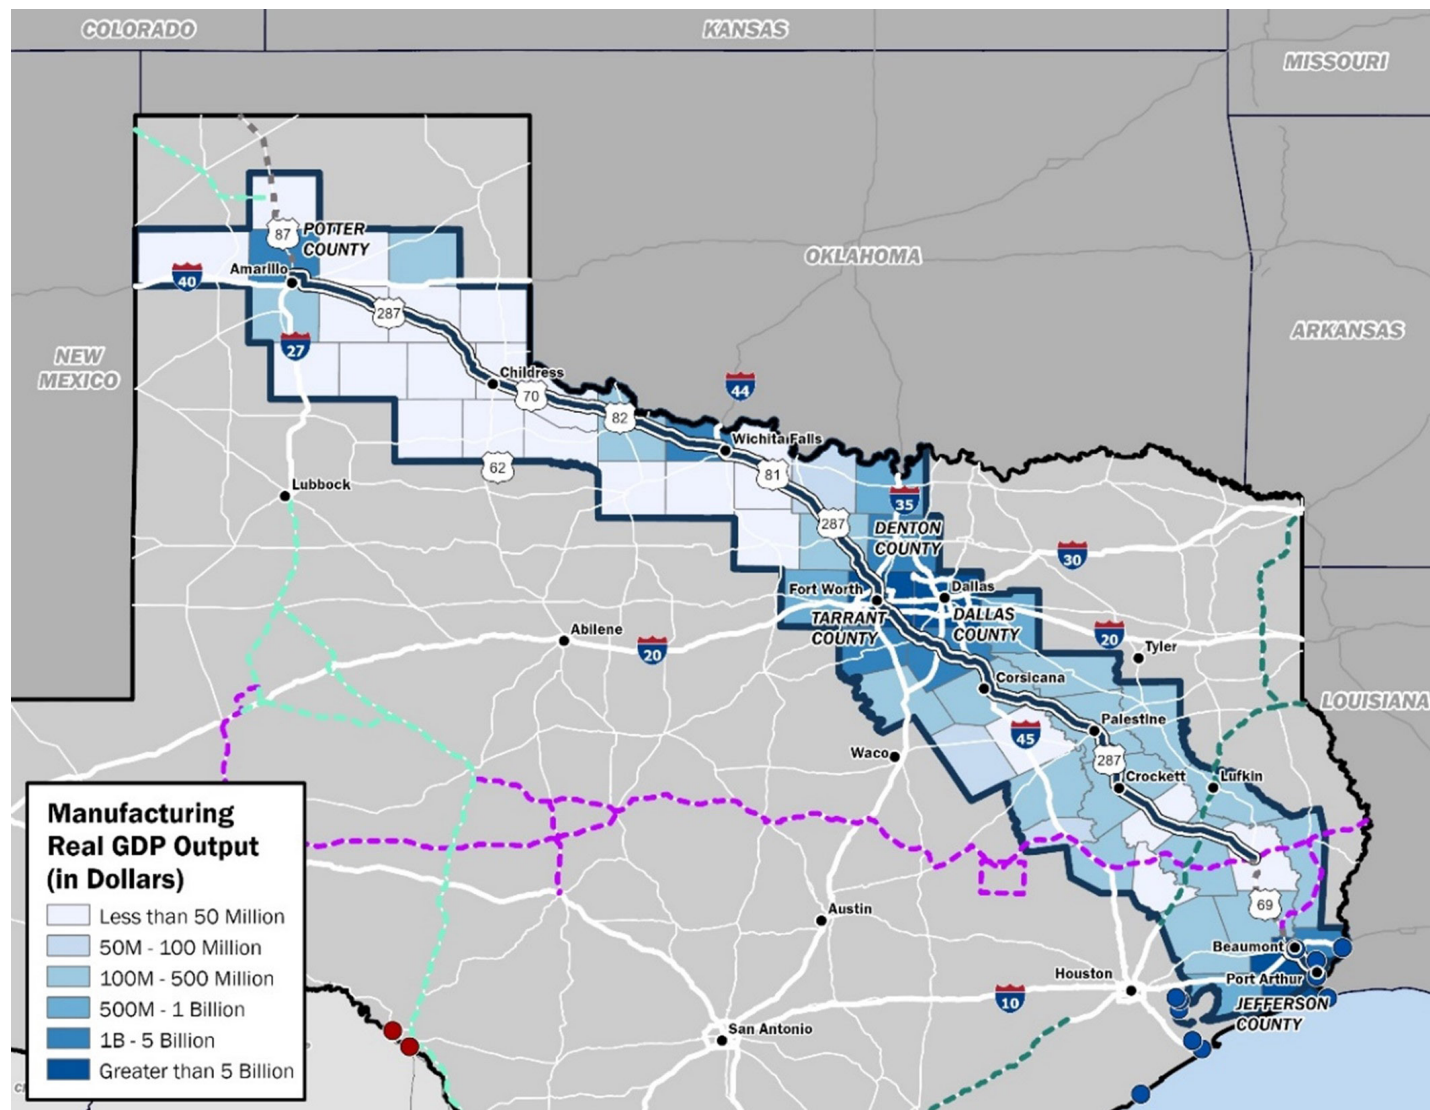 COLORADO
KANSAS
MISSOURI
87
POTTER
COUNTY
OKLAHOMA
Amarillo
40
287
ARKANSAS
27
NEW
MEXICO
Childress
44
70
82
Wichita Falls
62
81
Lubbock
35
287
DENTON
COUNTY
30
Fort Worth
Dallas
TARRANT
COUNTY
DALLAS
COUNTY
Abilene
20
20
Tyler
Corsicana
LOUISIANA
Palestine
45
Waco
287
Crockett
Lufkin
Manufacturing
Real GDP Output
(in Dollars)
Less than 50 Million
50M - 100 Million
100M - 500 Million
500M - 1 Billion
1B - 5 Billion
Greater than 5 Billion
69
Austin
Beaumont
Houston
Port Arthur
10
JEFFERSON
COUNTY
San Antonio